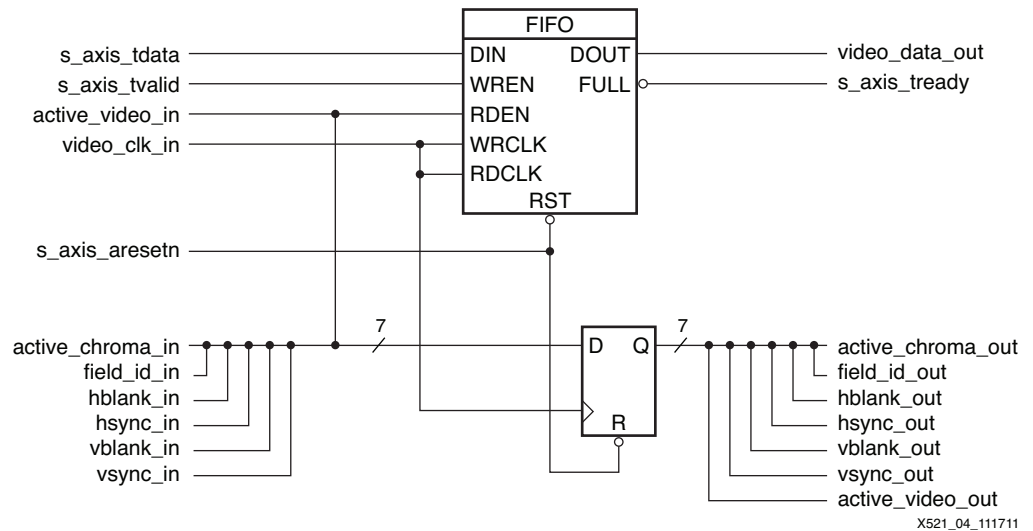 FIFO
s_axis_tdata DIN DOUT video_data_out
s_axis_tvalid WREN FULL s_axis_tready
active_video_in RDEN
video_clk_in WRCLK
RDCLK
RST
s_axis_aresetn
7 7
active_chroma_in D Q active_chroma_out
field_id_in field_id_out
hblank_in hblank_out
hsync_in R hsync_out
vblank_in vblank_out
vsync_in vsync_out
active_video_out
X521_04_111711